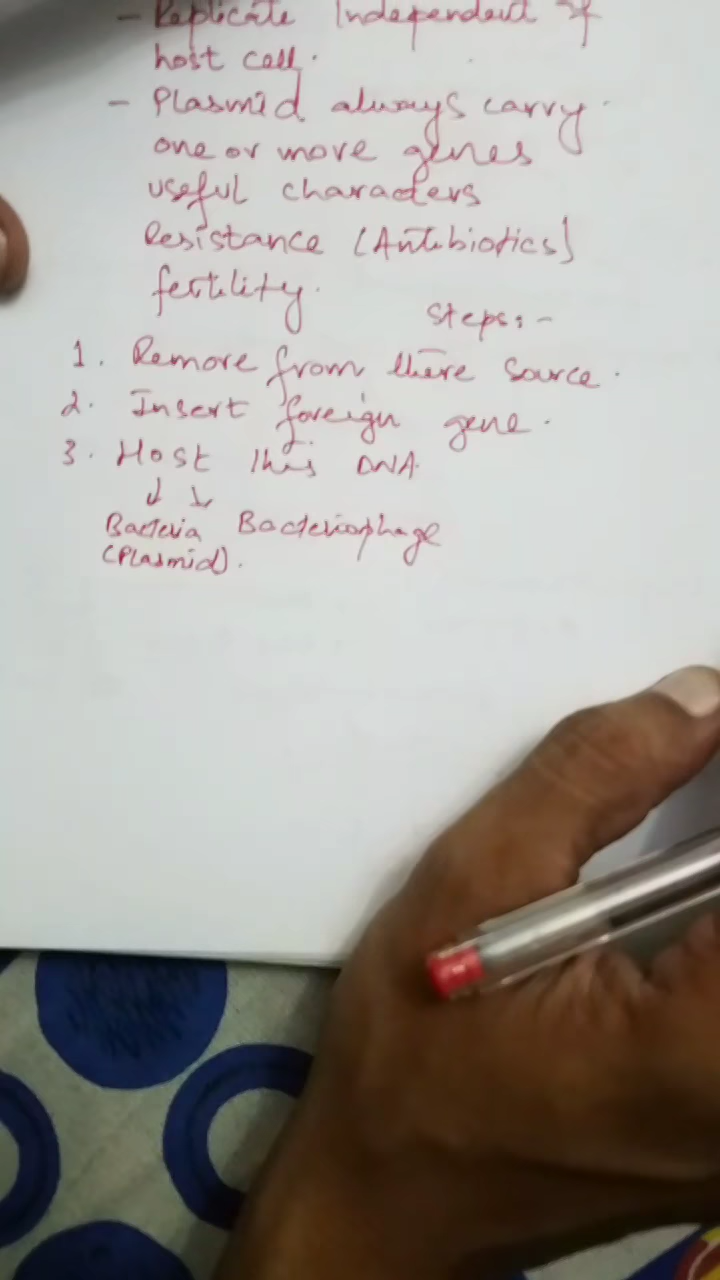 - Replicate Independent of
host cell.
- Plasmid always carry
one or more genes
useful characters
Resistance (Antibiotics)
fertility.
Steps:-
1. Remove from there Source.
2. Insert foreign gene.
3. Host this DNA
↓ ↓
Bacteria Bacteriophage
(Plasmid).